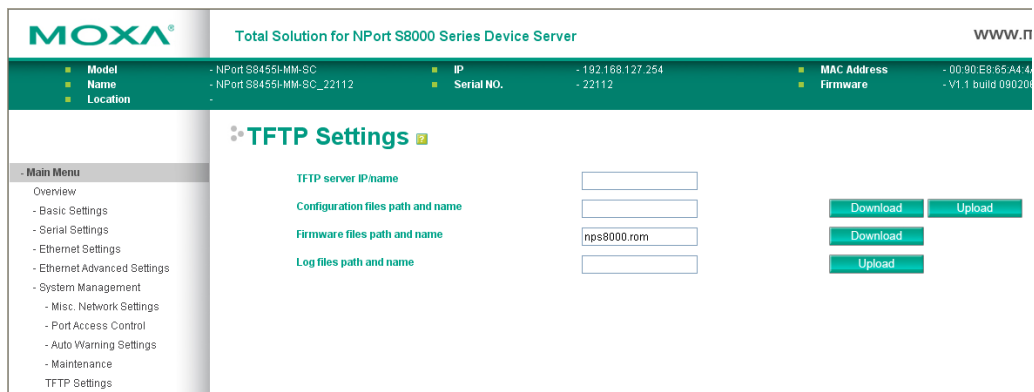 MOXA®
Total Solution for NPort S8000 Series Device Server
www.m
Model - NPort S8455I-MM-SC IP - 192.168.127.254 MAC Address - 00:90:E8:65:A4:4
Name - NPort S8455I-MM-SC_22112 Serial NO. - 22112 Firmware - V1.1 build 090206
Location -
TFTP Settings ?
- Main Menu
Overview
- Basic Settings
- Serial Settings
- Ethernet Settings
- Ethernet Advanced Settings
- System Management
- Misc. Network Settings
- Port Access Control
- Auto Warning Settings
- Maintenance
TFTP Settings
TFTP server IP/name
Configuration files path and name Download Upload
Firmware files path and name nps8000.rom Download
Log files path and name Upload